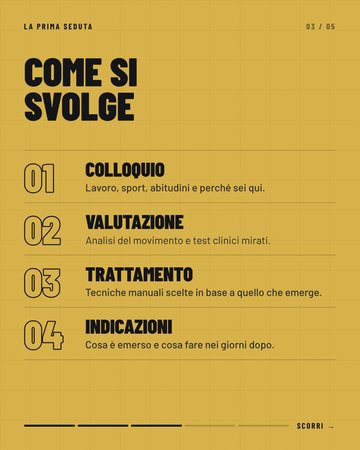 LA PRIMA SEDUTA
03 / 05
COME SI
SVOLGE
01
COLLOQUIO
Lavoro, sport, abitudini e perché sei qui.
02
VALUTAZIONE
Analisi del movimento e test clinici mirati.
03
TRATTAMENTO
Tecniche manuali scelte in base a quello che emerge.
04
INDICAZIONI
Cosa è emerso e cosa fare nei giorni dopo.
SCORRI →